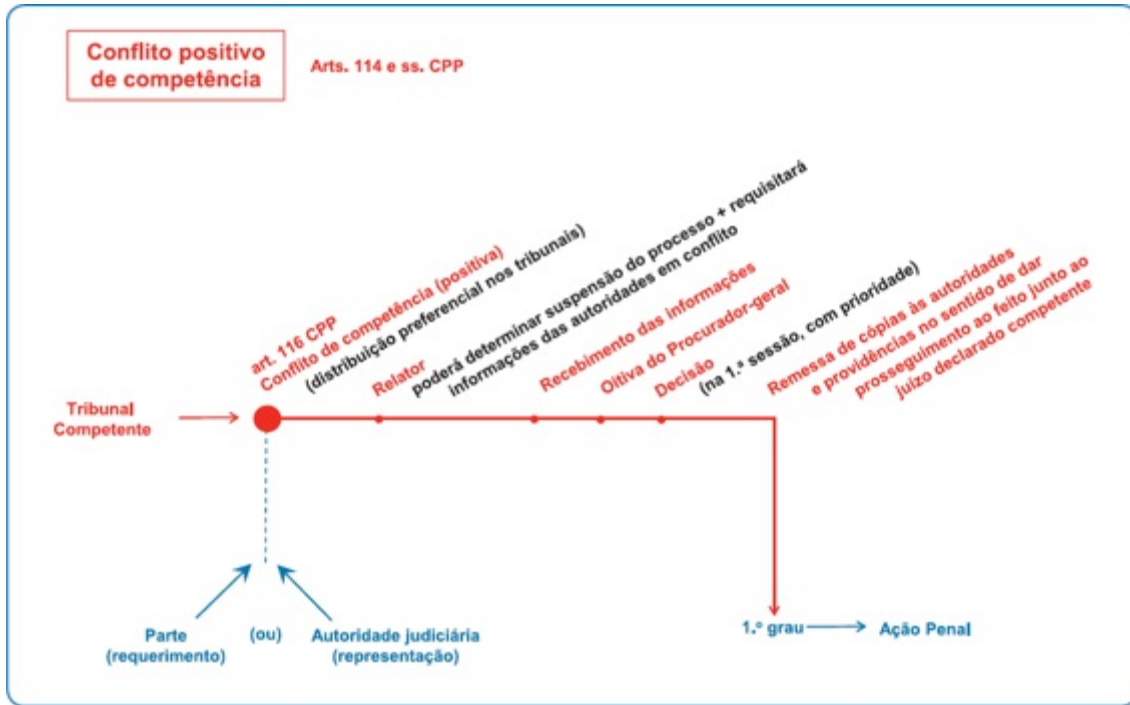 Conflito positivo
de competência
Arts. 114 e ss. CPP
art. 116 CPP
Conflito de competência (positiva)
(distribuição preferencial nos tribunais)
Relator
poderá determinar suspensão do processo + requisitará
informações das autoridades em conflito
Recebimento das informações
Oitiva do Procurador-geral
Decisão
(na 1.ª sessão, com prioridade)
Remessa de cópias às autoridades
e providências no sentido de dar
prosseguimento ao feito junto ao
juízo declarado competente
Tribunal
Competente
Parte
(requerimento)
(ou)
Autoridade judiciária
(representação)
1.º grau
Ação Penal